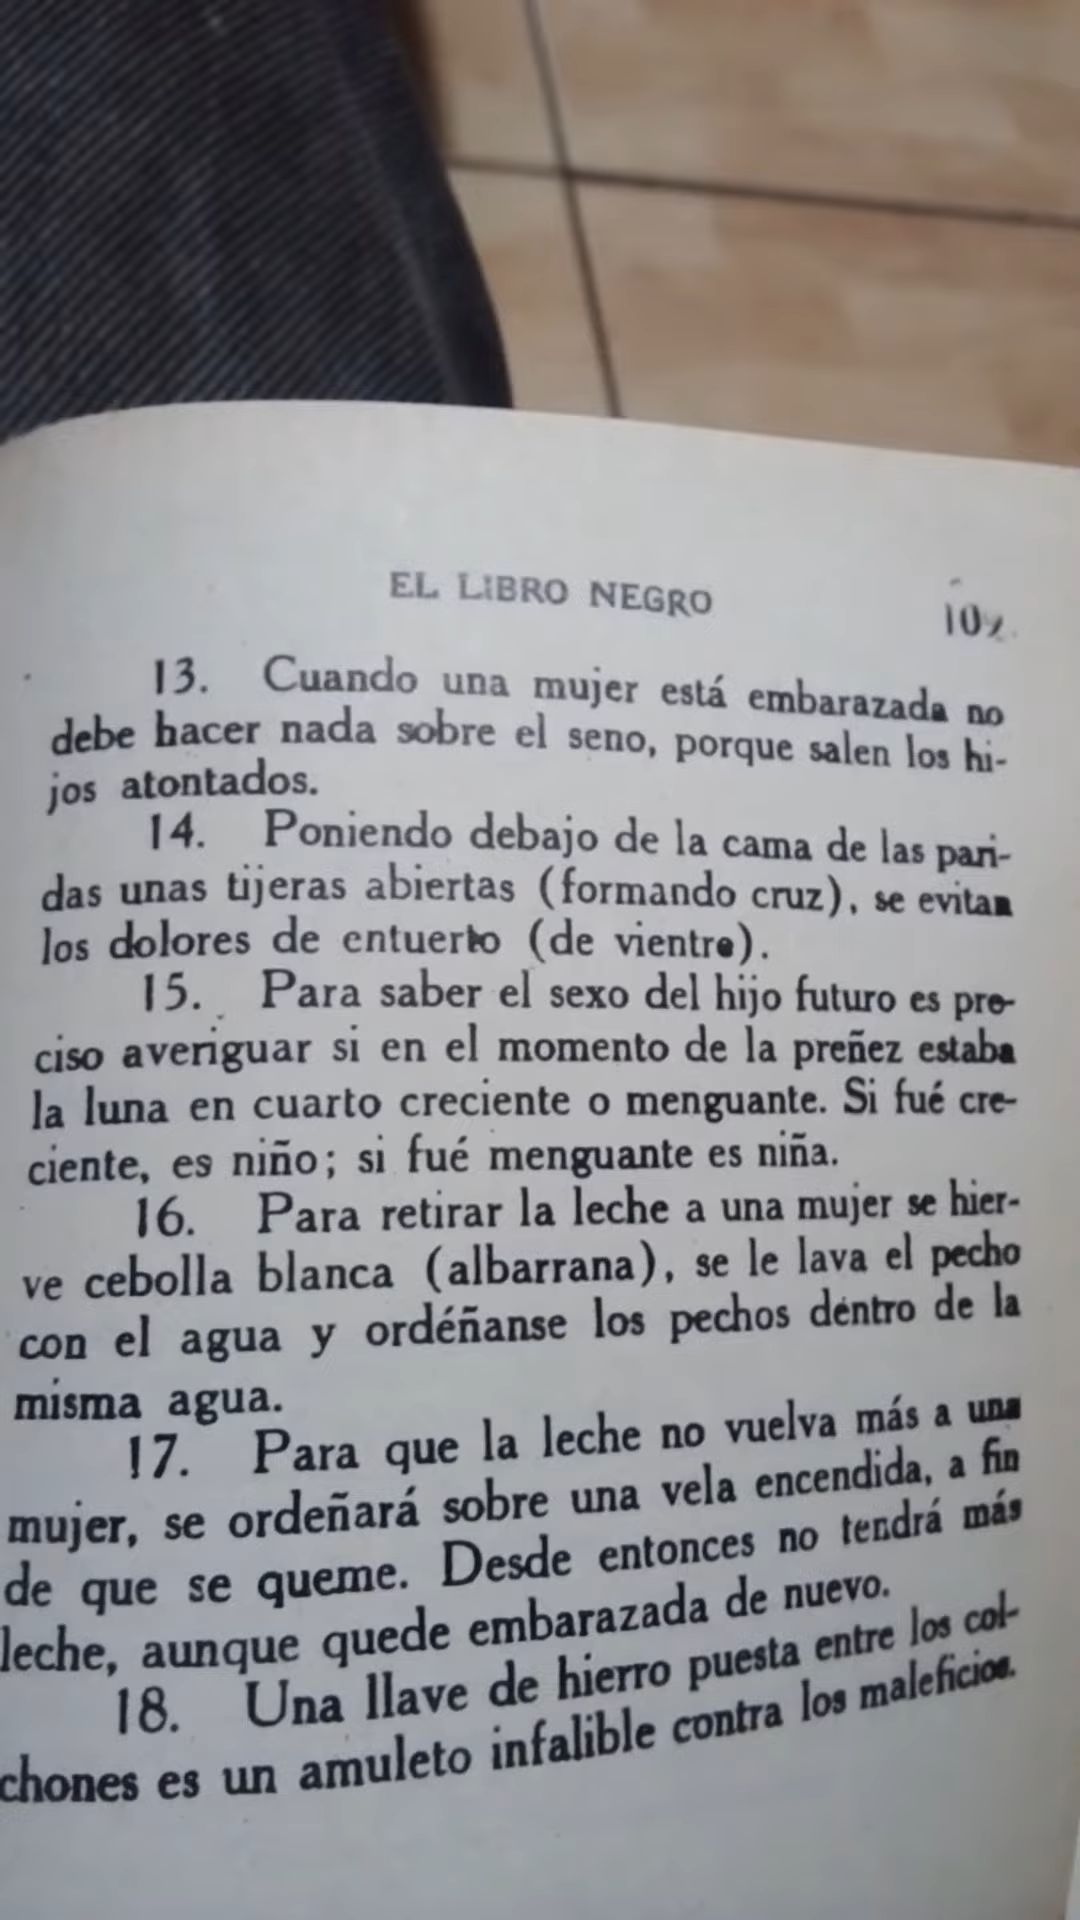 EL LIBRO NEGRO
13. Cuando una mujer está embarazada no
debe hacer nada sobre el seno, porque salen los hi-
jos atontados.
14. Poniendo debajo de la cama de las pari-
das unas tijeras abiertas (formando cruz), se evitan
los dolores de entuerto (de vientre).
15. Para saber el sexo del hijo futuro es pre-
ciso averiguar si en el momento de la preñez estaba
la luna en cuarto creciente o menguante. Si fué cre-
ciente, es niño; si fué menguante es niña.
16. Para retirar la leche a una mujer se hier-
ve cebolla blanca (albarrana), se le lava el pecho
con el agua y ordéñanse los pechos dentro de la
misma agua.
17. Para que la leche no vuelva más a una
mujer, se ordeñará sobre una vela encendida, a fin
de que se queme. Desde entonces no tendrá más
leche, aunque quede embarazada de nuevo.
18. Una llave de hierro puesta entre los col-
chones es un amuleto infalible contra los maleficios.